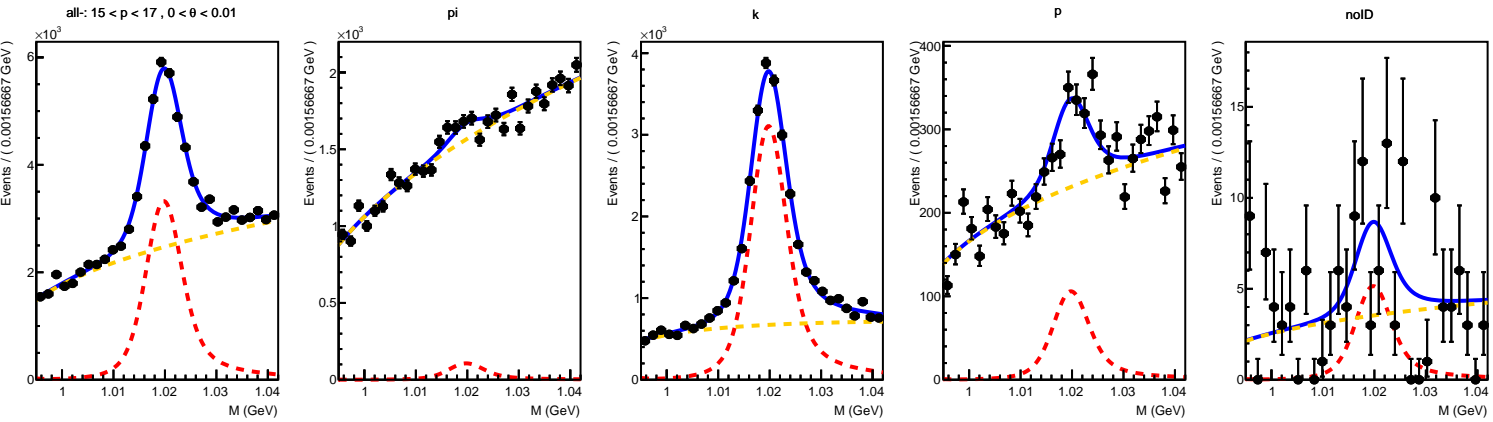 all-: 15 < p < 17 , 0 < θ < 0.01
×10³
Events / ( 0.00156667 GeV )
6
4
2
0
1 1.01 1.02 1.03 1.04
M (GeV)
pi
×10³
Events / ( 0.00156667 GeV )
2
1.5
1
0.5
0
1 1.01 1.02 1.03 1.04
M (GeV)
k
×10³
Events / ( 0.00156667 GeV )
4
3
2
1
0
1 1.01 1.02 1.03 1.04
M (GeV)
p
Events / ( 0.00156667 GeV )
400
300
200
100
0
1 1.01 1.02 1.03 1.04
M (GeV)
noID
Events / ( 0.00156667 GeV )
15
10
5
0
1 1.01 1.02 1.03 1.04
M (GeV)